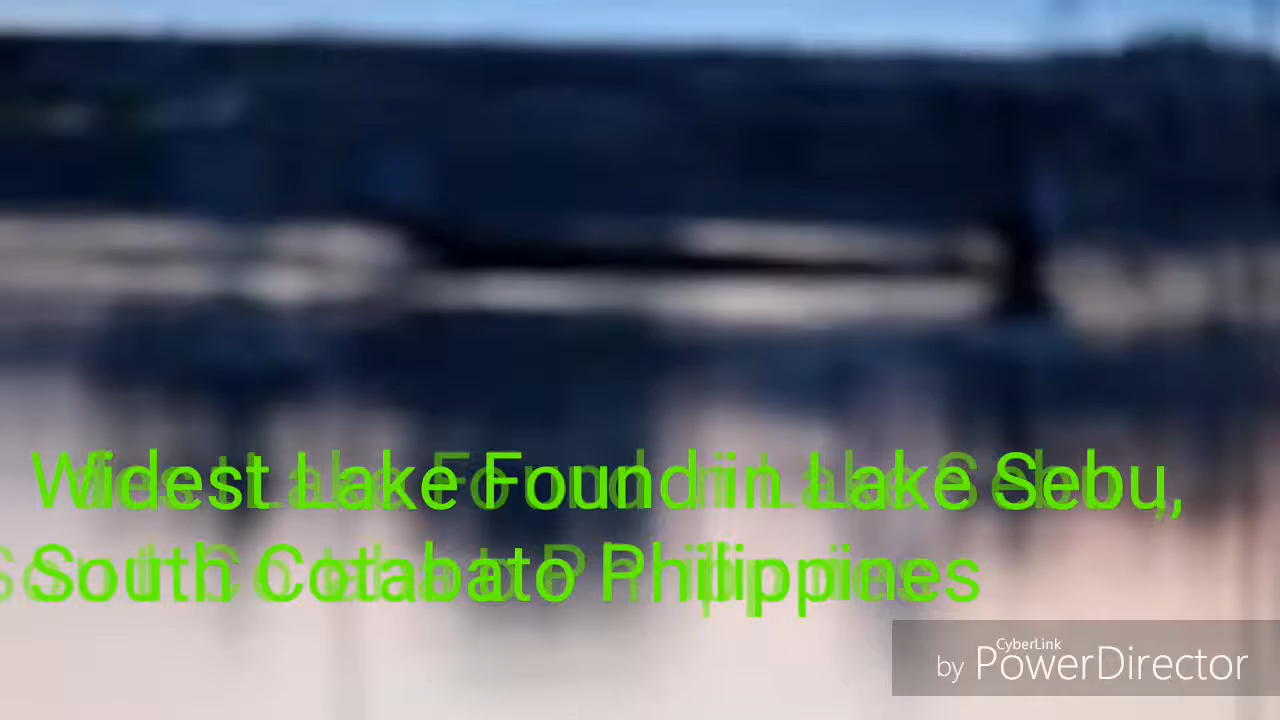 Widest Lake Found in Lake Sebu,
South Cotabato Philippines
CyberLink
by PowerDirector